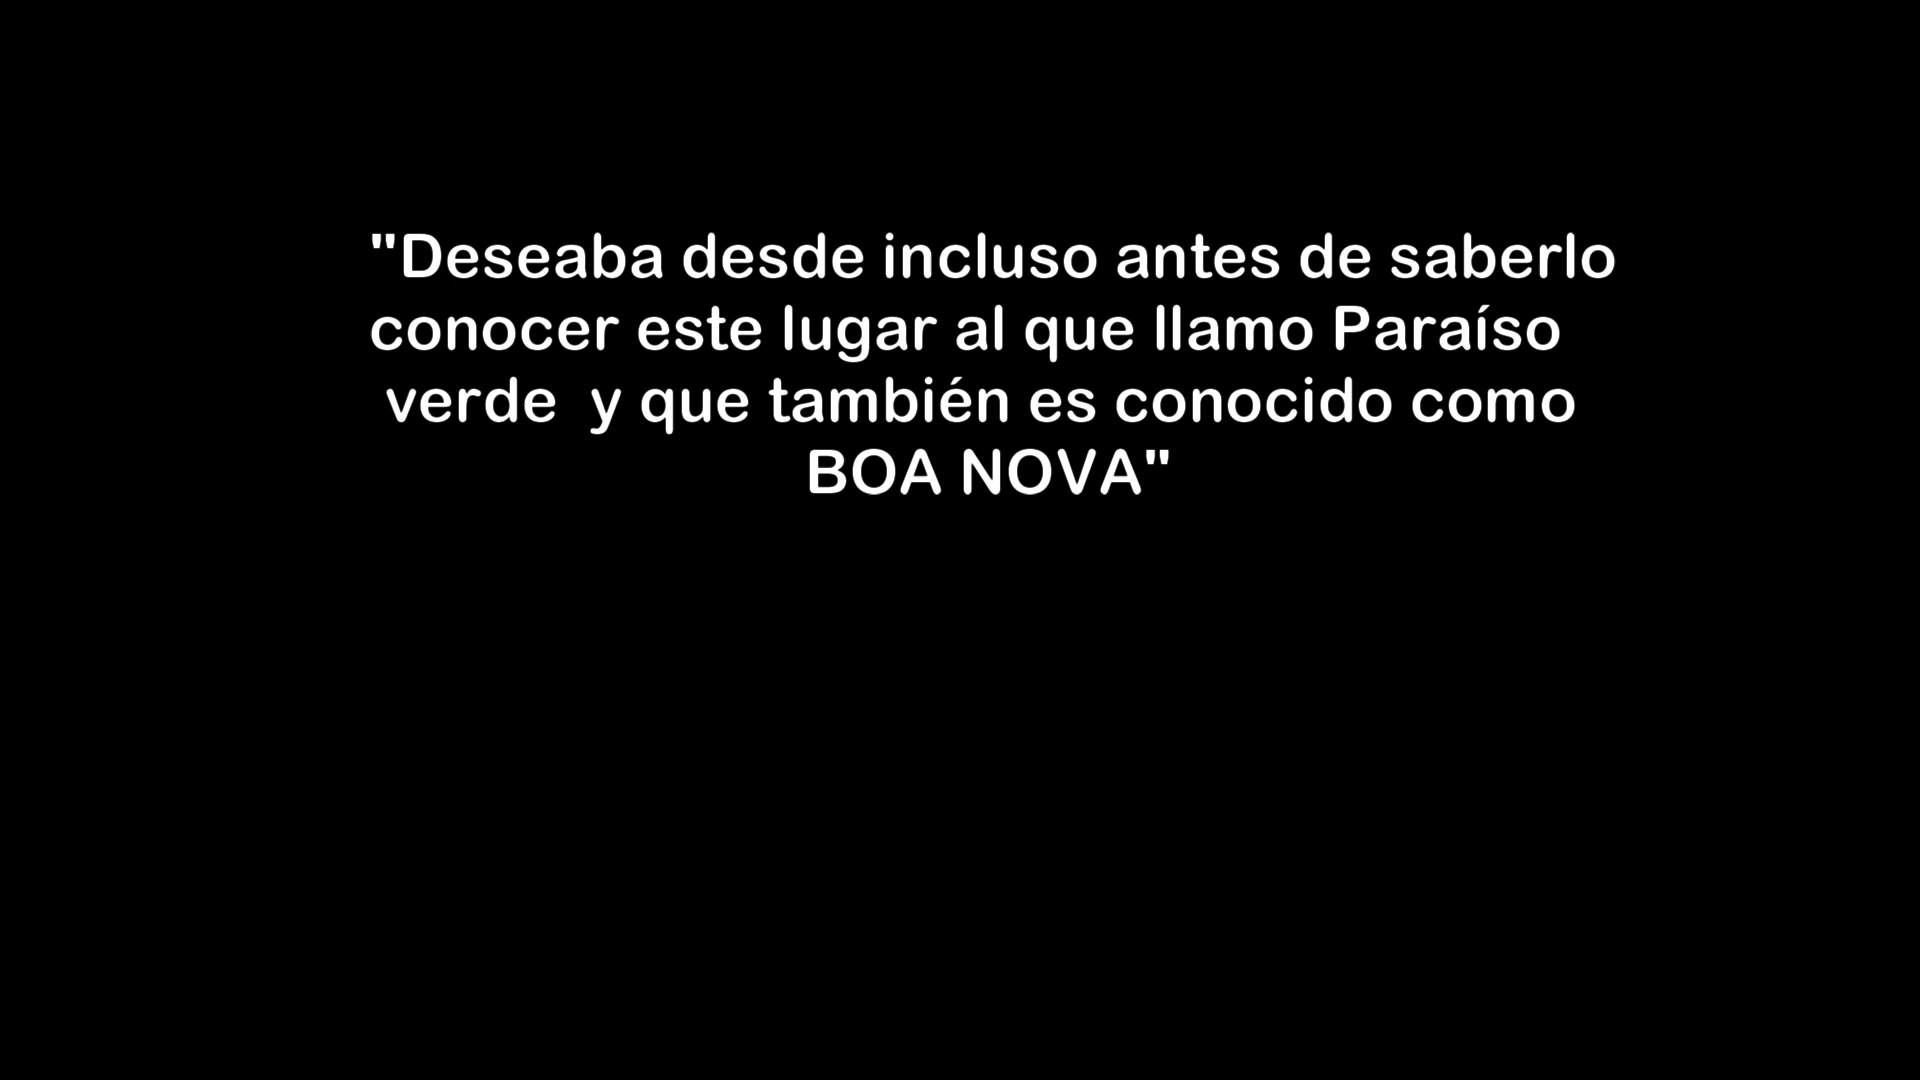 "Deseaba desde incluso antes de saberlo
conocer este lugar al que llamo Paraíso
verde  y que también es conocido como
BOA NOVA"